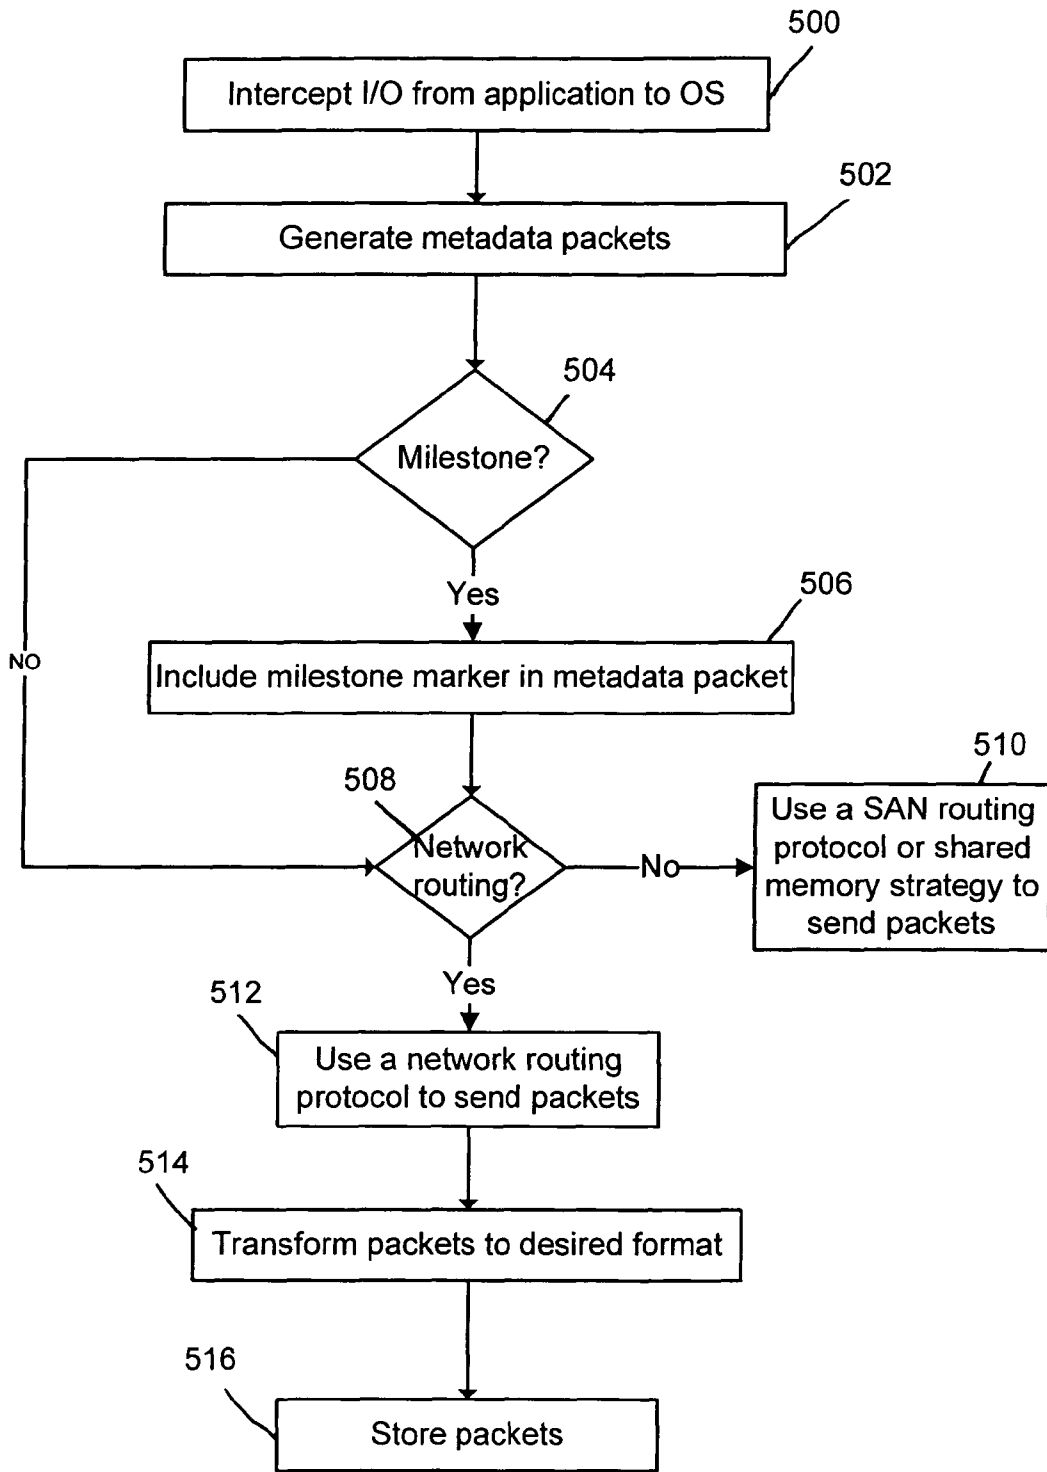 500
Intercept I/O from application to OS
502
Generate metadata packets
504
Milestone?
Yes
506
NO
Include milestone marker in metadata packet
510
508
Use a SAN routing
protocol or shared
memory strategy to
send packets
Network
routing?
No
Yes
512
Use a network routing
protocol to send packets
514
Transform packets to desired format
516
Store packets